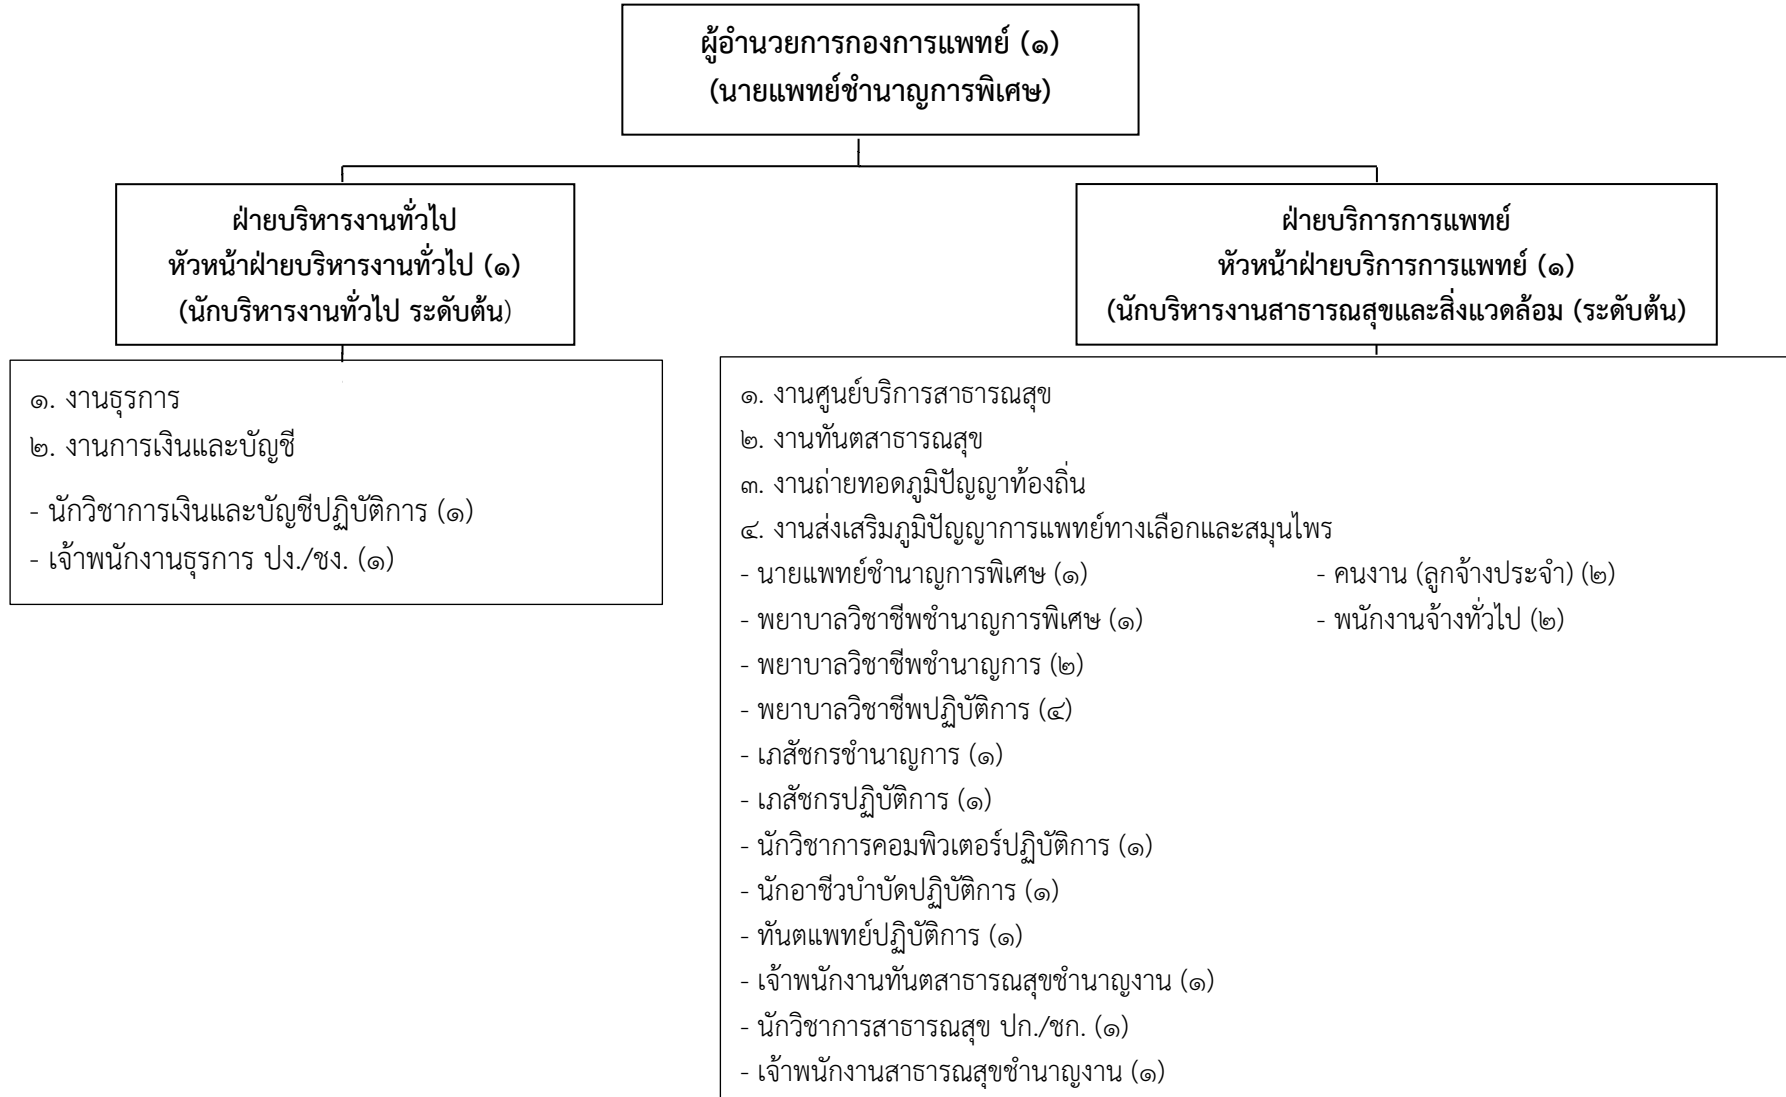 ผู้อำนวยการกองการแพทย์ (๑)
(นายแพทย์ชำนาญการพิเศษ)
ฝ่ายบริหารงานทั่วไป
หัวหน้าฝ่ายบริหารงานทั่วไป (๑)
(นักบริหารงานทั่วไป ระดับต้น)
ฝ่ายบริการการแพทย์
หัวหน้าฝ่ายบริการการแพทย์ (๑)
(นักบริหารงานสาธารณสุขและสิ่งแวดล้อม (ระดับต้น)
๑. งานธุรการ
๒. งานการเงินและบัญชี
- นักวิชาการเงินและบัญชีปฏิบัติการ (๑)
- เจ้าพนักงานธุรการ ปง./ชง. (๑)
๑. งานศูนย์บริการสาธารณสุข
๒. งานทันตสาธารณสุข
๓. งานถ่ายทอดภูมิปัญญาท้องถิ่น
๔. งานส่งเสริมภูมิปัญญาการแพทย์ทางเลือกและสมุนไพร
- นายแพทย์ชำนาญการพิเศษ (๑)
- พยาบาลวิชาชีพชำนาญการพิเศษ (๑)
- พยาบาลวิชาชีพชำนาญการ (๒)
- พยาบาลวิชาชีพปฏิบัติการ (๔)
- เภสัชกรชำนาญการ (๑)
- เภสัชกรปฏิบัติการ (๑)
- นักวิชาการคอมพิวเตอร์ปฏิบัติการ (๑)
- นักอาชีวบำบัดปฏิบัติการ (๑)
- ทันตแพทย์ปฏิบัติการ (๑)
- เจ้าพนักงานทันตสาธารณสุขชำนาญงาน (๑)
- นักวิชาการสาธารณสุข ปก./ชก. (๑)
- เจ้าพนักงานสาธารณสุขชำนาญงาน (๑)
- คนงาน (ลูกจ้างประจำ) (๒)
- พนักงานจ้างทั่วไป (๒)